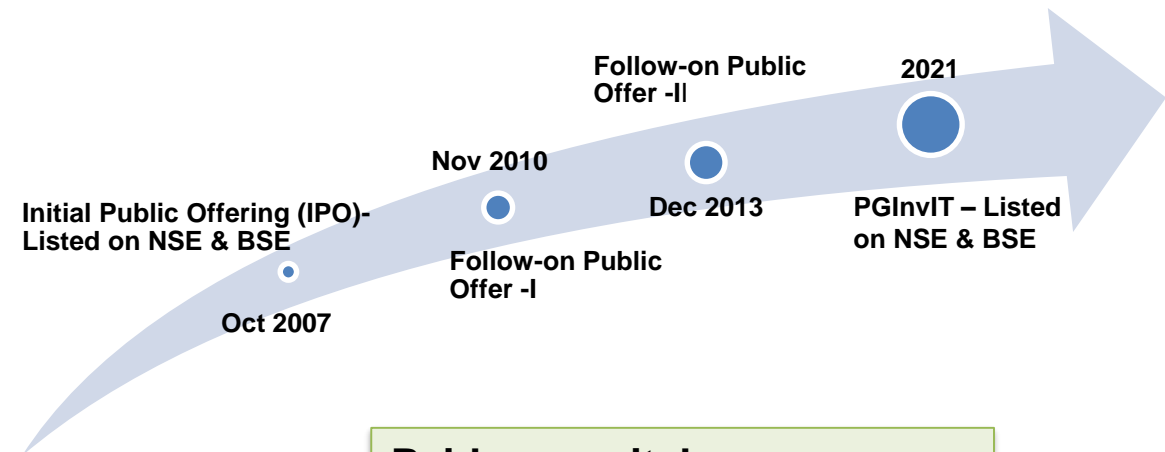 Follow-on Public
Offer -II
2021
Nov 2010
Initial Public Offering (IPO)-
Listed on NSE & BSE
Dec 2013
PGInvIT – Listed
on NSE & BSE
Follow-on Public
Offer -I
Oct 2007